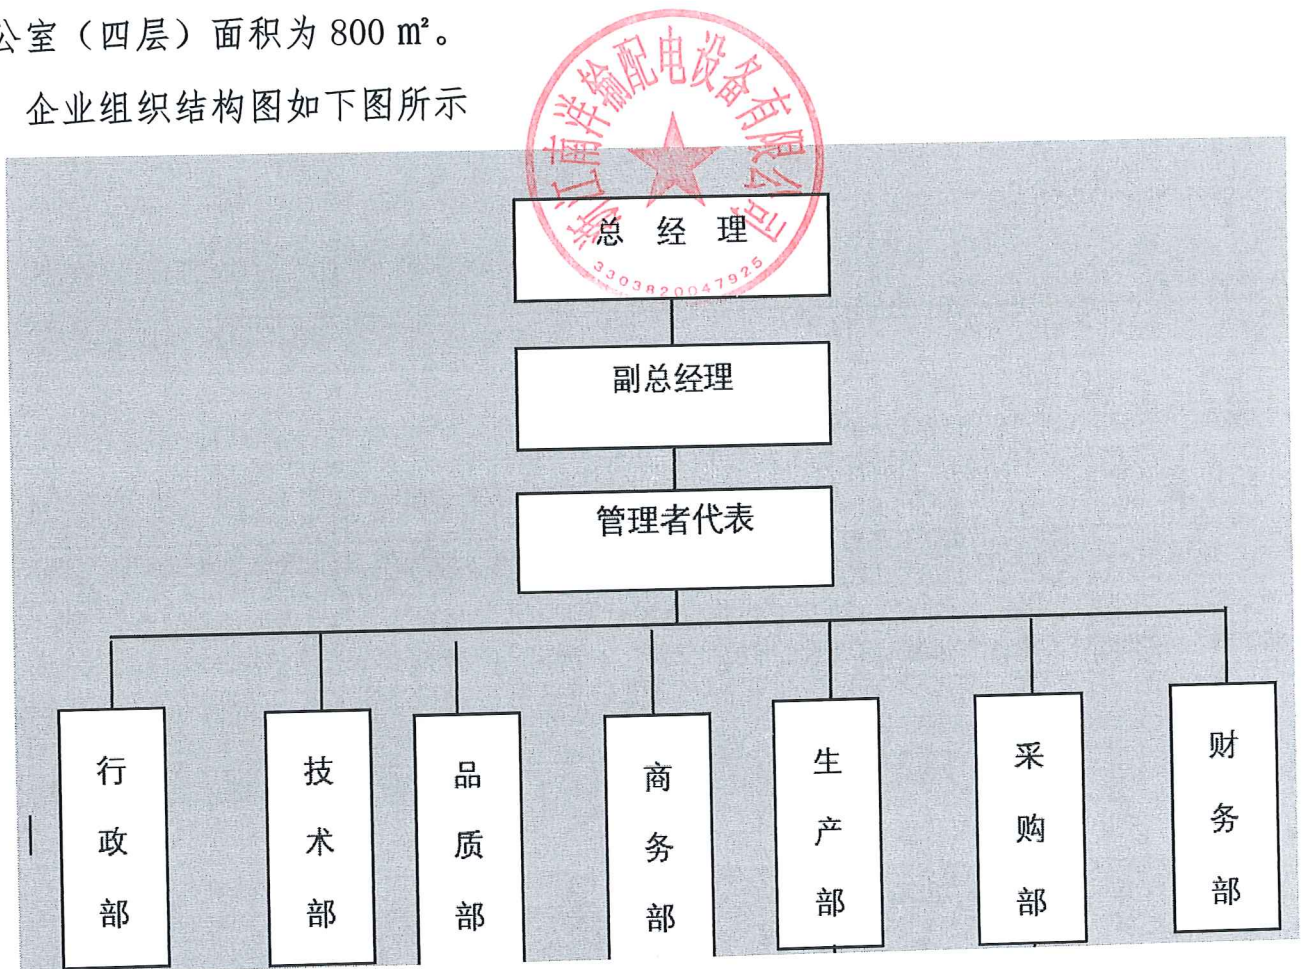 公室（四层）面积为 800 m²。
企业组织结构图如下图所示
浙江南洋输配电设备有限公司
3303820047925
总 经 理
副总经理
管理者代表
行政部
技术部
品质部
商务部
生产部
采购部
财务部